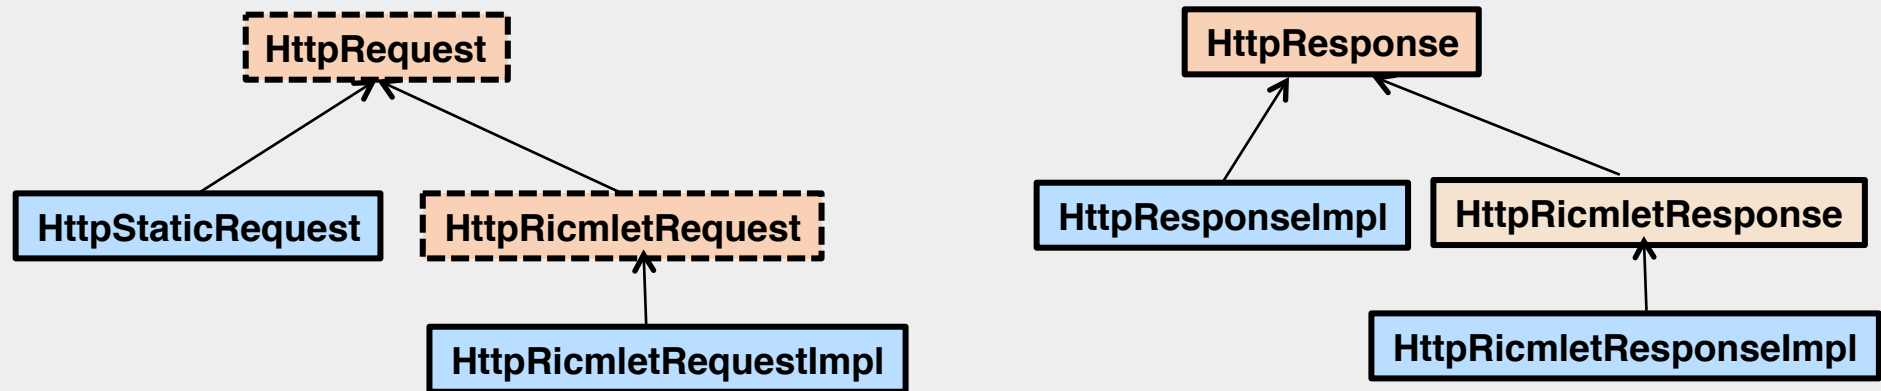 HttpRequest
HttpResponse
HttpStaticRequest
HttpRicmletRequest
HttpResponseImpl
HttpRicmletResponse
HttpRicmletRequestImpl
HttpRicmletResponseImpl